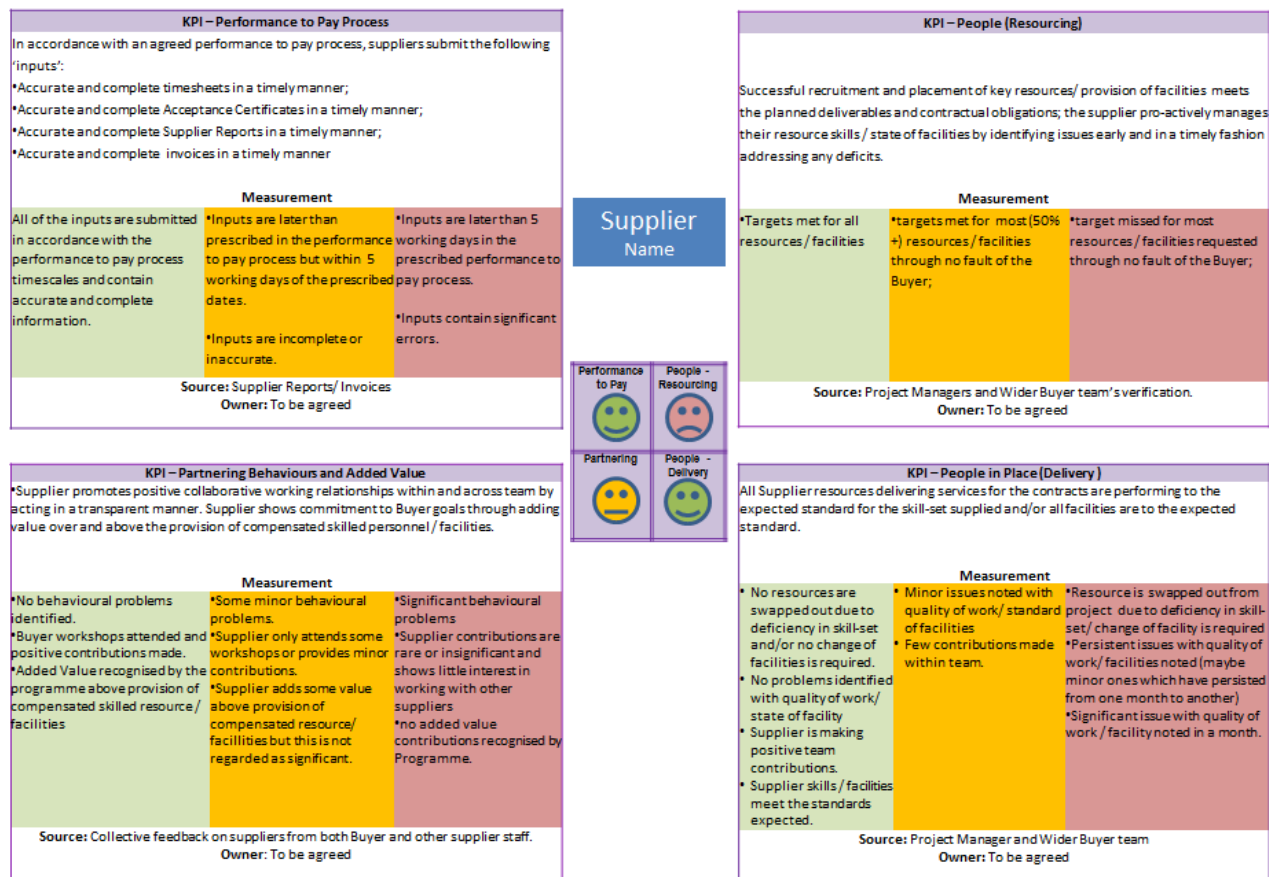 KPI – Performance to Pay Process
In accordance with an agreed performance to pay process, suppliers submit the following
‘inputs’:
•Accurate and complete timesheets in a timely manner;
•Accurate and complete Acceptance Certificates in a timely manner;
•Accurate and complete Supplier Reports in a timely manner;
•Accurate and complete invoices in a timely manner
Measurement
All of the inputs are submitted
in accordance with the
performance to pay process
timescales and contain
accurate and complete
information.
•Inputs are later than
prescribed in the performance
to pay process but within 5
working days of the prescribed
dates.
•Inputs are incomplete or
inaccurate.
•Inputs are later than 5
working days in the
prescribed performance to
pay process.
•Inputs contain significant
errors.
Source: Supplier Reports/ Invoices
Owner: To be agreed
KPI – People (Resourcing)
Successful recruitment and placement of key resources/ provision of facilities meets
the planned deliverables and contractual obligations; the supplier pro-actively manages
their resource skills / state of facilities by identifying issues early and in a timely fashion
addressing any deficits.
Measurement
•Targets met for all
resources/ facilities
•targets met for most (50%
+) resources / facilities
through no fault of the
Buyer;
•target missed for most
resources / facilities requested
through no fault of the Buyer;
Source: Project Managers and Wider Buyer team’s verification.
Owner: To be agreed
Supplier
Name
Performance
to Pay
People -
Resourcing
Partnering
People -
Delivery
KPI – Partnering Behaviours and Added Value
•Supplier promotes positive collaborative working relationships within and across team by
acting in a transparent manner. Supplier shows commitment to Buyer goals through adding
value over and above the provision of compensated skilled personnel / facilities.
Measurement
•No behavioural problems
identified.
•Buyer workshops attended and
positive contributions made.
•Added Value recognised by the
programme above provision of
compensated skilled resource /
facilities
•Some minor behavioural
problems.
•Supplier only attends some
workshops or provides minor
contributions.
•Supplier adds some value
above provision of
compensated resource/
facillities but this is not
regarded as significant.
•Significant behavioural
problems
•Supplier contributions are
rare or insignificant and
shows little interest in
working with other
suppliers
•no added value
contributions recognised by
Programme.
Source: Collective feedback on suppliers from both Buyer and other supplier staff.
Owner: To be agreed
KPI – People in Place (Delivery )
All Supplier resources delivering services for the contracts are performing to the
expected standard for the skill-set supplied and/or all facilities are to the expected
standard.
Measurement
• No resources are
swapped out due to
deficiency in skill-set
and/or no change of
facilities is required.
• No problems identified
with quality of work/
state of facility
• Supplier is making
positive team
contributions.
• Supplier skills / facilities
meet the standards
expected.
• Minor issues noted with
quality of work/ standard
of facilities
• Few contributions made
within team.
•Resource is swapped out from
project due to deficiency in skill-
set/ change of facility is required
•Persistent issues with quality of
work/ facilities noted (maybe
minor ones which have persisted
from one month to another)
•Significant issue with quality of
work / facility noted in a month.
Source: Project Manager and Wider Buyer team
Owner: To be agreed